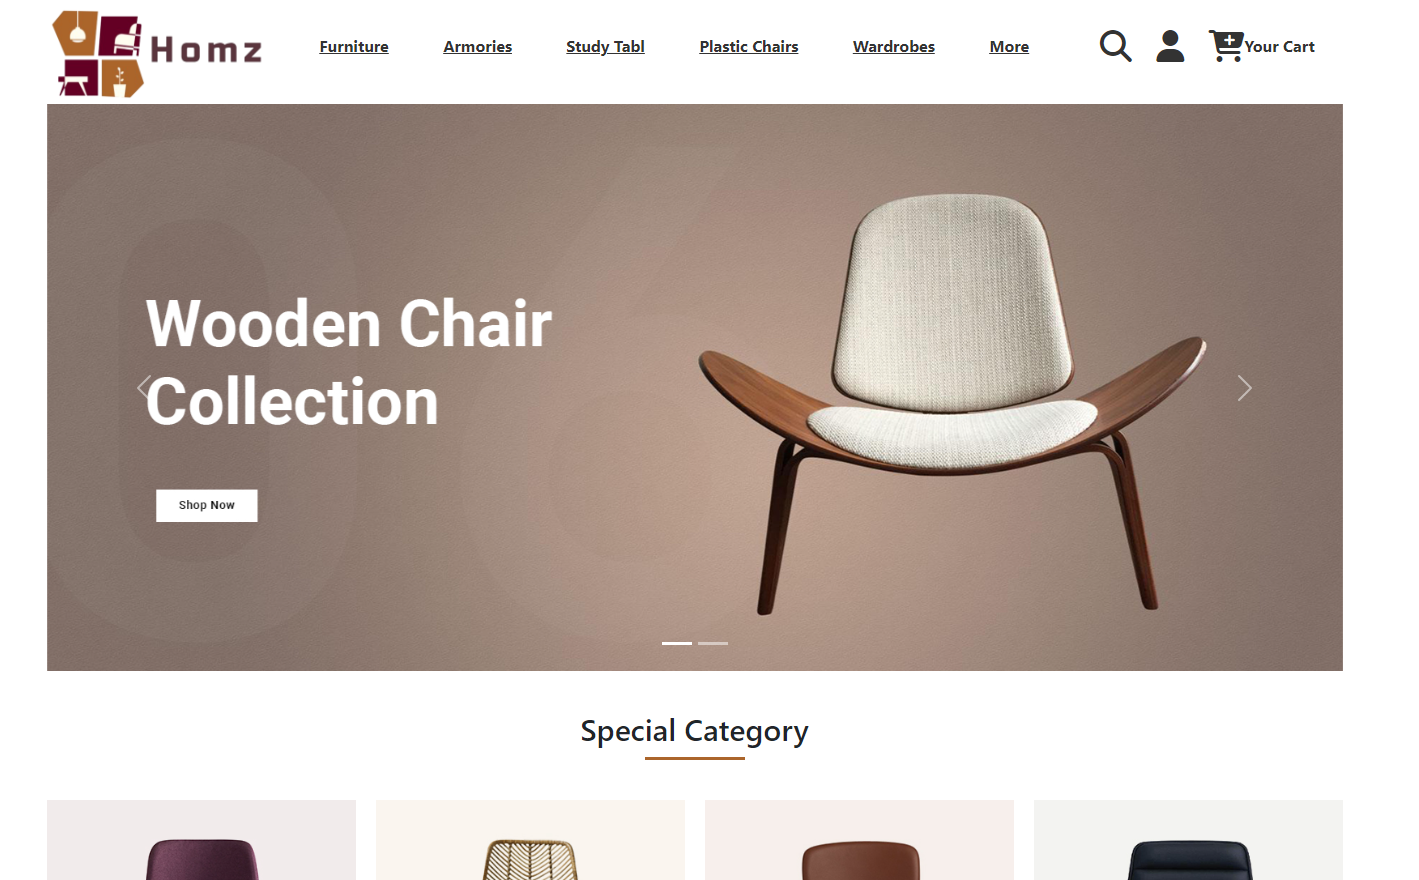 Homz
Furniture
Armories
Study Tabl
Plastic Chairs
Wardrobes
More
Your Cart
Wooden Chair
Collection
Shop Now
Special Category